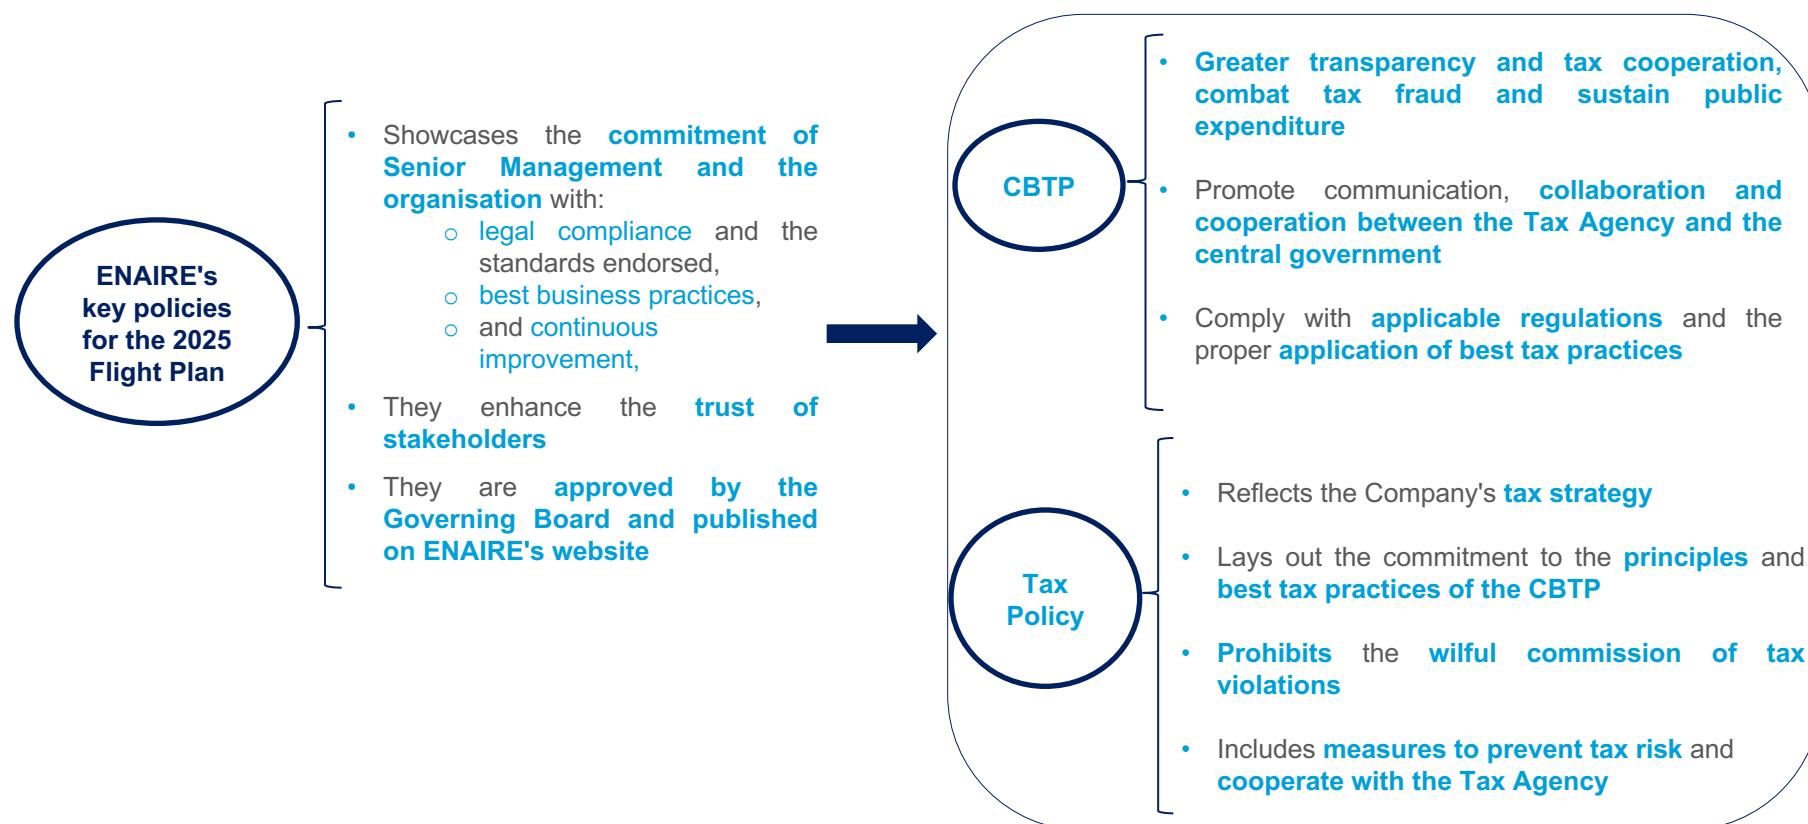 ENAIRE's
key policies
for the 2025
Flight Plan
• Showcases the commitment of
Senior Management and the
organisation with:
o legal compliance and the
standards endorsed,
o best business practices,
o and continuous
improvement,
• They enhance the trust of
stakeholders
• They are approved by the
Governing Board and published
on ENAIRE's website
CBTP
• Greater transparency and tax cooperation,
combat tax fraud and sustain public
expenditure
• Promote communication, collaboration and
cooperation between the Tax Agency and the
central government
• Comply with applicable regulations and the
proper application of best tax practices
Tax
Policy
• Reflects the Company's tax strategy
• Lays out the commitment to the principles and
best tax practices of the CBTP
• Prohibits the wilful commission of tax
violations
• Includes measures to prevent tax risk and
cooperate with the Tax Agency